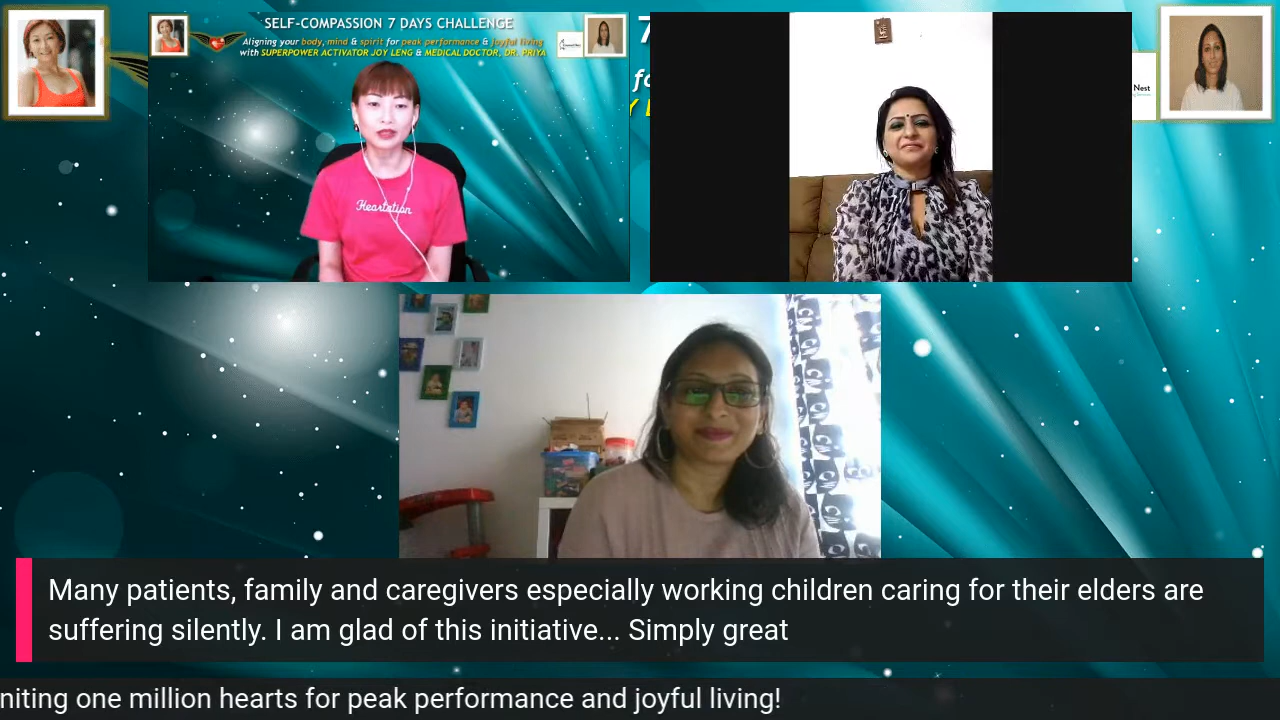 SELF-COMPASSION 7 DAYS CHALLENGE
Aligning your body, mind & spirit for peak performance & joyful living
with SUPERPOWER ACTIVATOR JOY LENG & MEDICAL DOCTOR, DR. PRIYA
7
fo
Y L
Nest
Heartation
Many patients, family and caregivers especially working children caring for their elders are
suffering silently. I am glad of this initiative... Simply great
niting one million hearts for peak performance and joyful living!